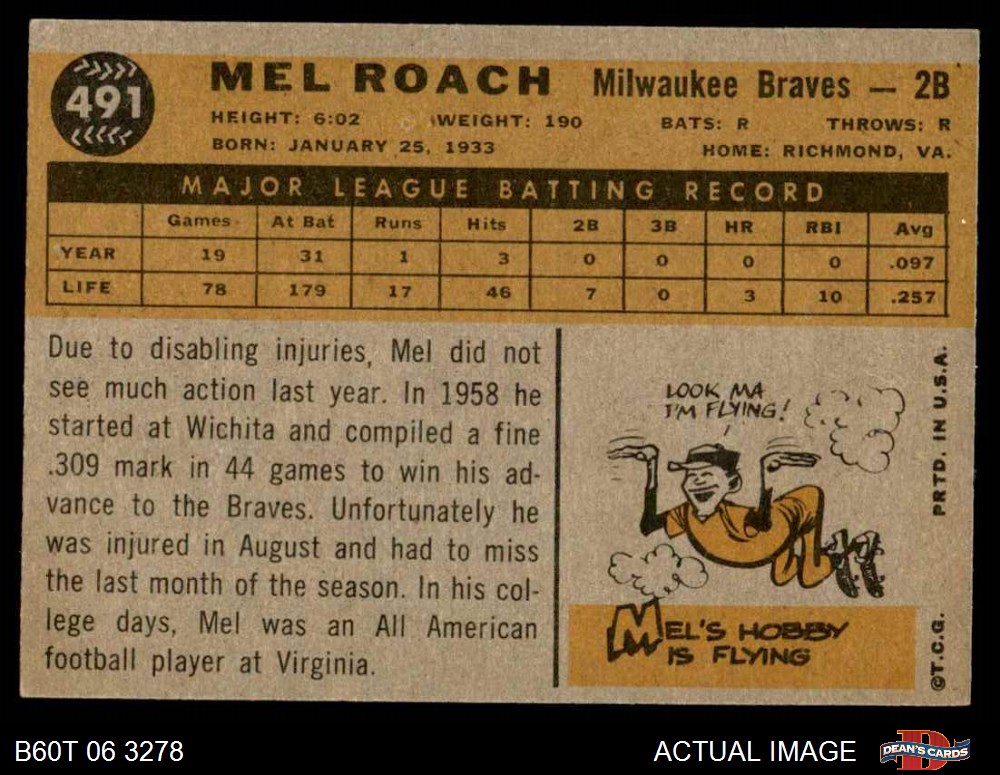 491
MEL ROACH Milwaukee Braves — 2B
HEIGHT: 6:02 WEIGHT: 190 BATS: R THROWS: R
BORN: JANUARY 25, 1933 HOME: RICHMOND, VA.
MAJOR LEAGUE BATTING RECORD
Games At Bat Runs Hits 2B 3B HR RBI Avg
YEAR 19 31 1 3 0 0 0 0 .097
LIFE 78 179 17 46 7 0 3 10 .257
Due to disabling injuries, Mel did not
see much action last year. In 1958 he
started at Wichita and compiled a fine
.309 mark in 44 games to win his ad-
vance to the Braves. Unfortunately he
was injured in August and had to miss
the last month of the season. In his col-
lege days, Mel was an All American
football player at Virginia.
LOOK MA
I'M FLYING!
MEL'S HOBBY
IS FLYING
©T.C.G. PRTD. IN U.S.A.
B60T 06 3278
ACTUAL IMAGE
DEAN'S CARDS